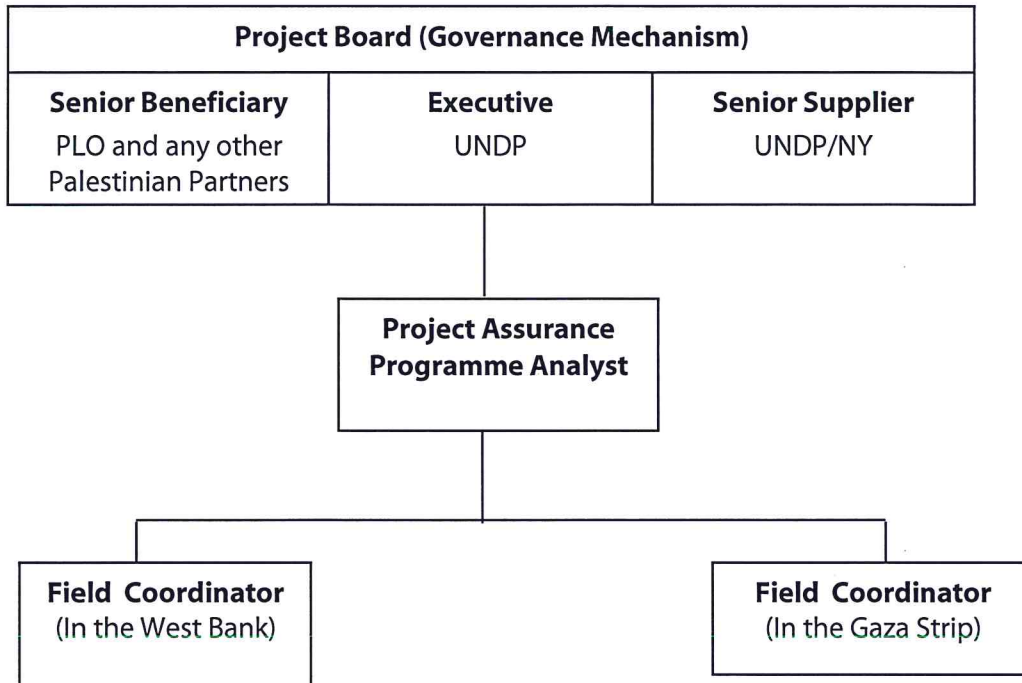 Project Board (Governance Mechanism)
Senior Beneficiary
PLO and any other
Palestinian Partners
Executive
UNDP
Senior Supplier
UNDP/NY
Project Assurance
Programme Analyst
Field Coordinator
(In the West Bank)
Field Coordinator
(In the Gaza Strip)